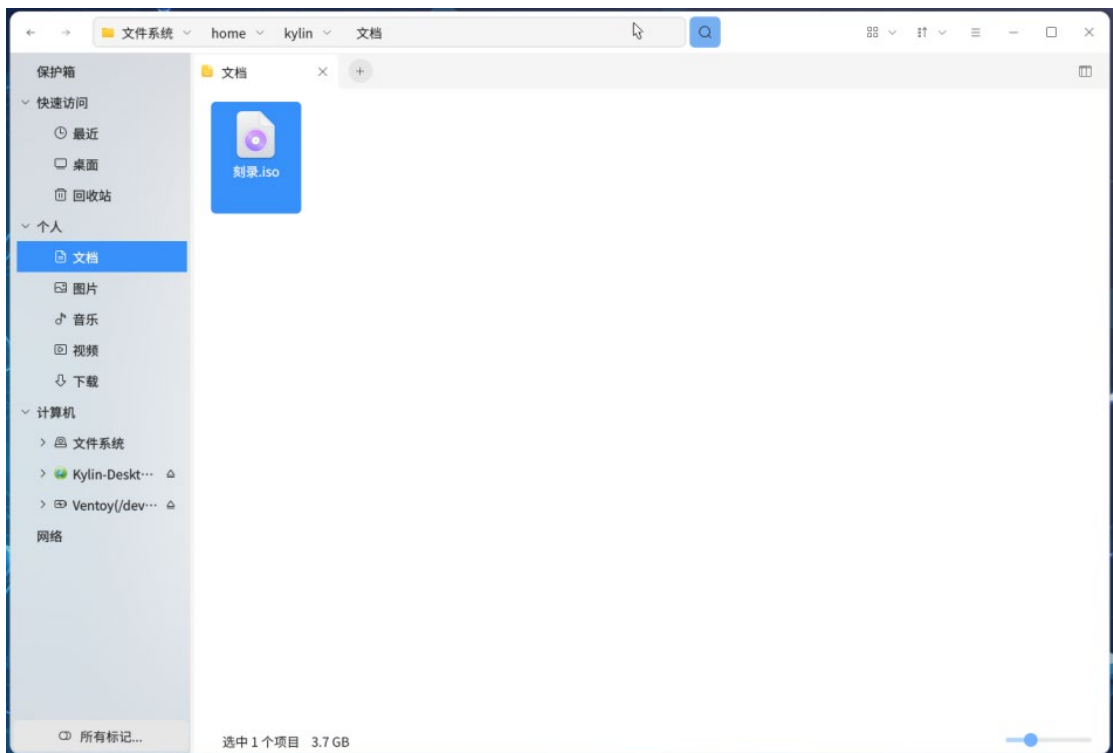 文件系统 home kylin 文档
保护箱
文档
快速访问
最近
桌面
回收站
个人
文档
图片
音乐
视频
下载
计算机
文件系统
Kylin-Deskt···
Ventoy(/dev···
网络
所有标记...
刻录.iso
选中 1 个项目 3.7 GB